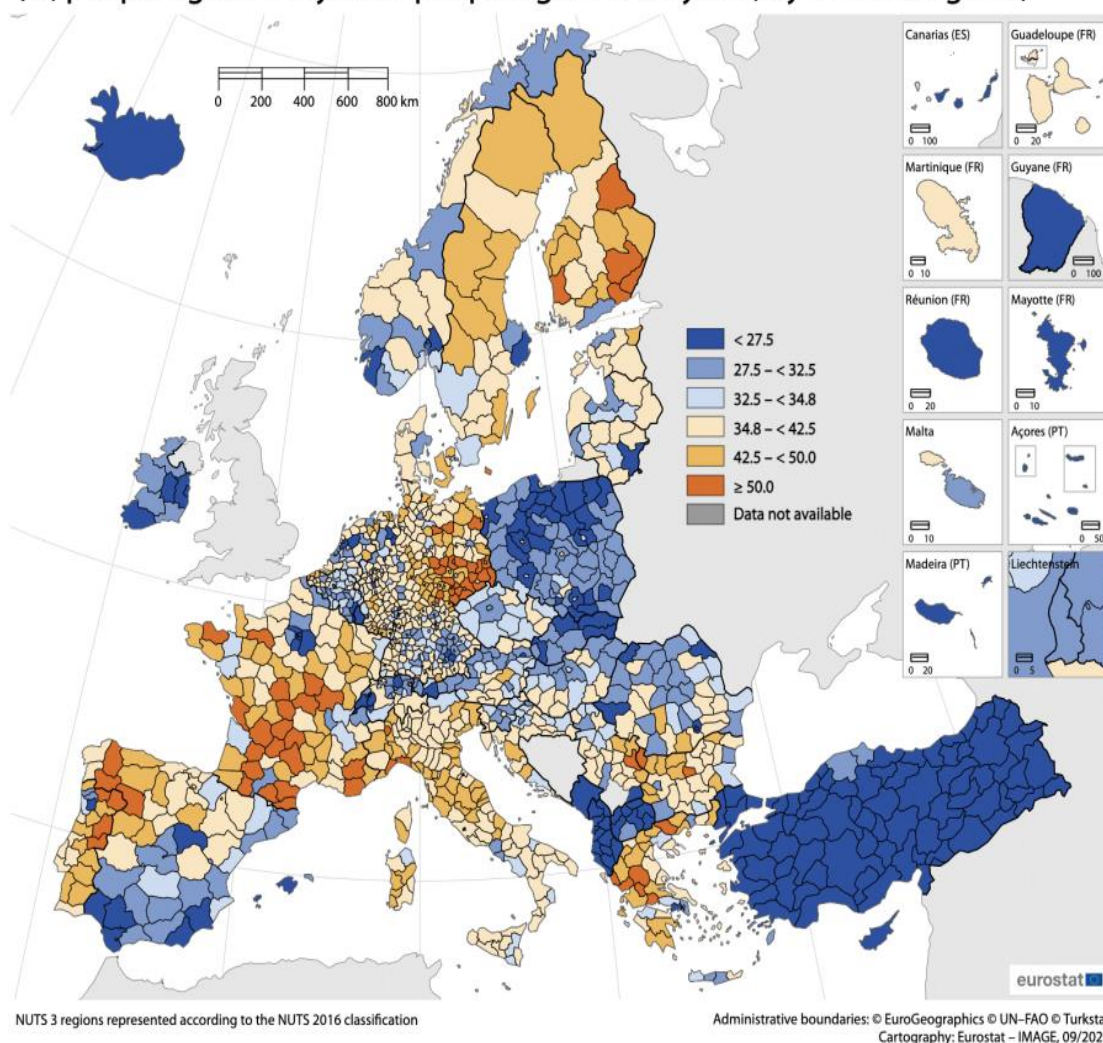 0 200 400 600 800 km
< 27.5
27.5 – < 32.5
32.5 – < 34.8
34.8 – < 42.5
42.5 – < 50.0
≥ 50.0
Data not available
Canarias (ES)
0 100
Guadeloupe (FR)
0 20
Martinique (FR)
0 10
Guyane (FR)
0 100
Réunion (FR)
0 20
Mayotte (FR)
0 10
Malta
0 10
Açores (PT)
0 50
Madeira (PT)
0 20
Liechtenstein
0 5
eurostat
NUTS 3 regions represented according to the NUTS 2016 classification
Administrative boundaries: © EuroGeographics © UN–FAO © Turksta
Cartography: Eurostat – IMAGE, 09/202